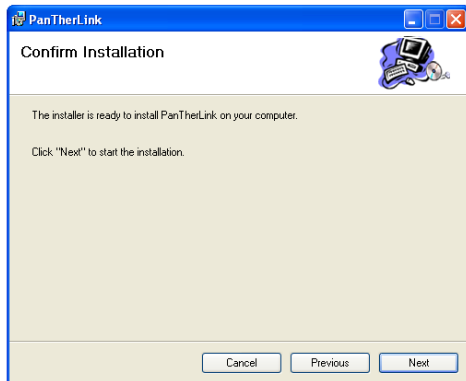 PanTherLink
Confirm Installation
The installer is ready to install PanTherLink on your computer.
Click "Next" to start the installation.
Cancel
Previous
Next